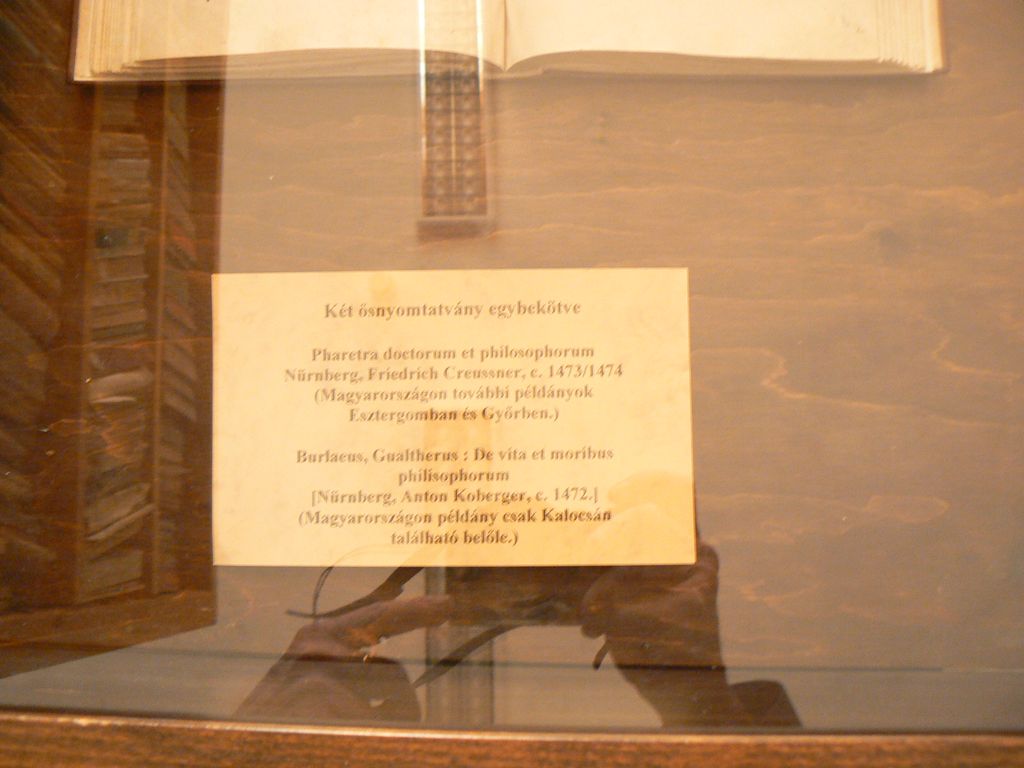 Két ősnyomtatvány egybekötve
Pharetra doctorum et philosophorum
Nürnberg, Friedrich Creussner, c. 1473/1474
(Magyarországon további példányok
Esztergomban és Győrben.)
Burlaeus, Gualtherus : De vita et moribus
philisophorum
[Nürnberg, Anton Koberger, c. 1472.]
(Magyarországon példány csak Kalocsán
található belőle.)